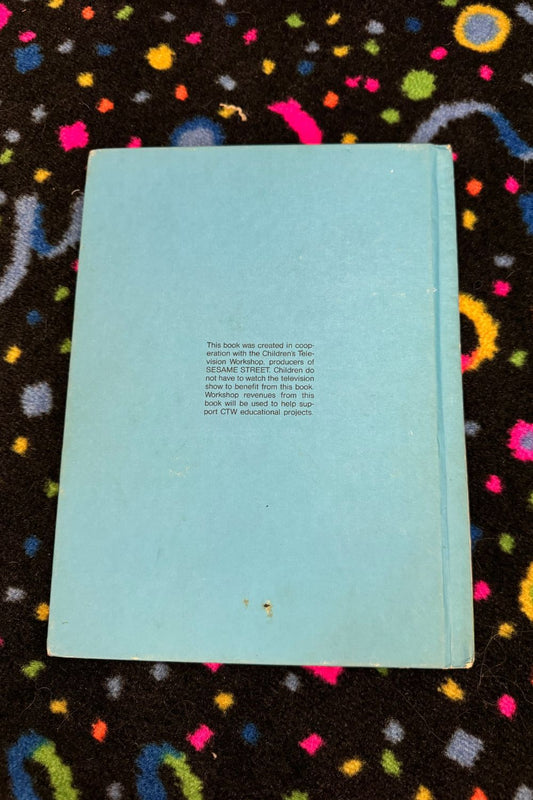 This book was created in coop-
eration with the Children's Tele-
vision Workshop, producers of
SESAME STREET. Children do
not have to watch the television
show to benefit from this book.
Workshop revenues from this
book will be used to help sup-
port CTW educational projects.